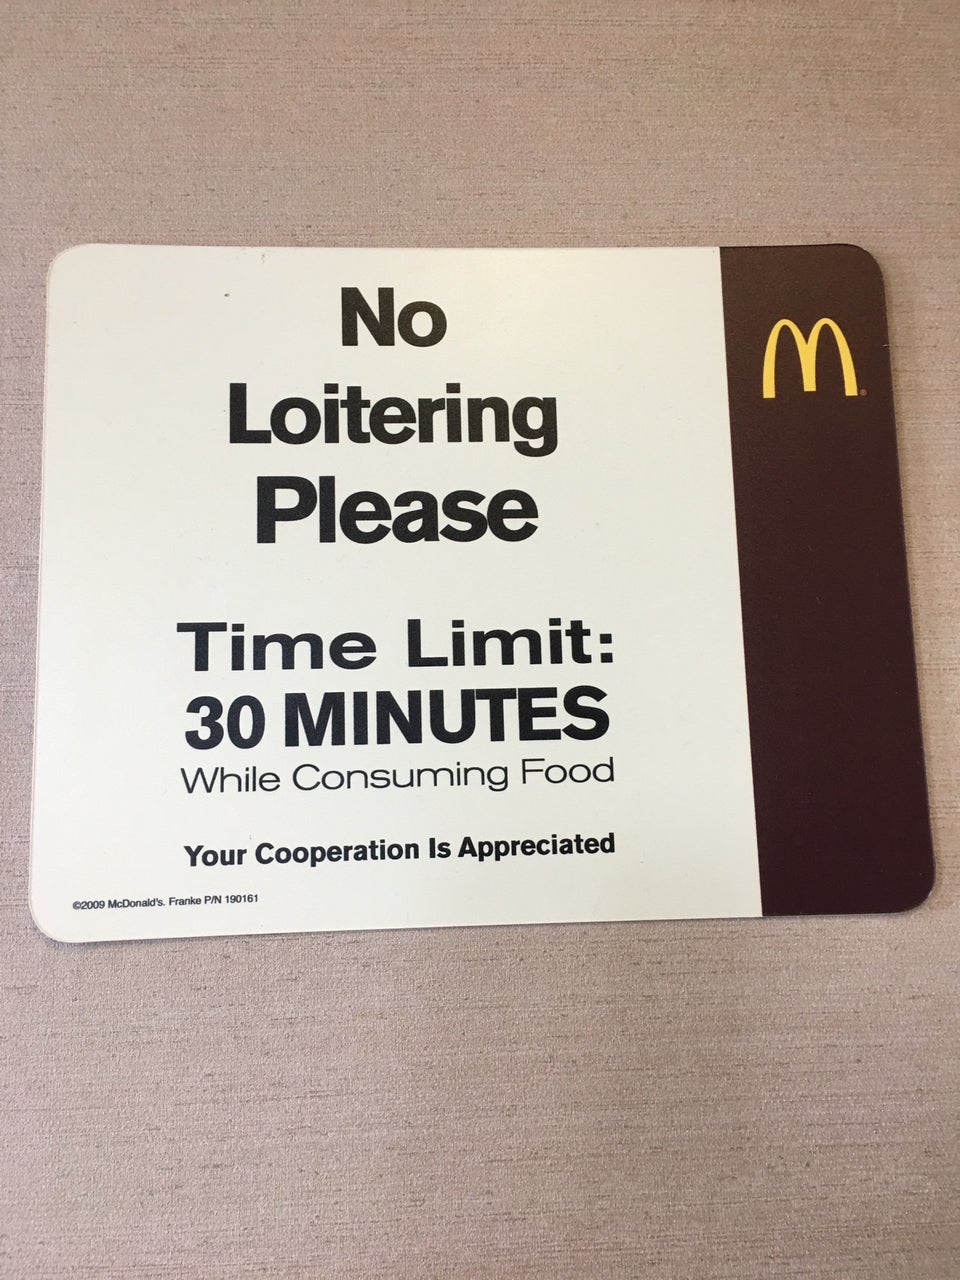 No
Loitering
Please
Time Limit:
30 MINUTES
While Consuming Food
Your Cooperation Is Appreciated
©2009 McDonald's. Franke P/N 190161